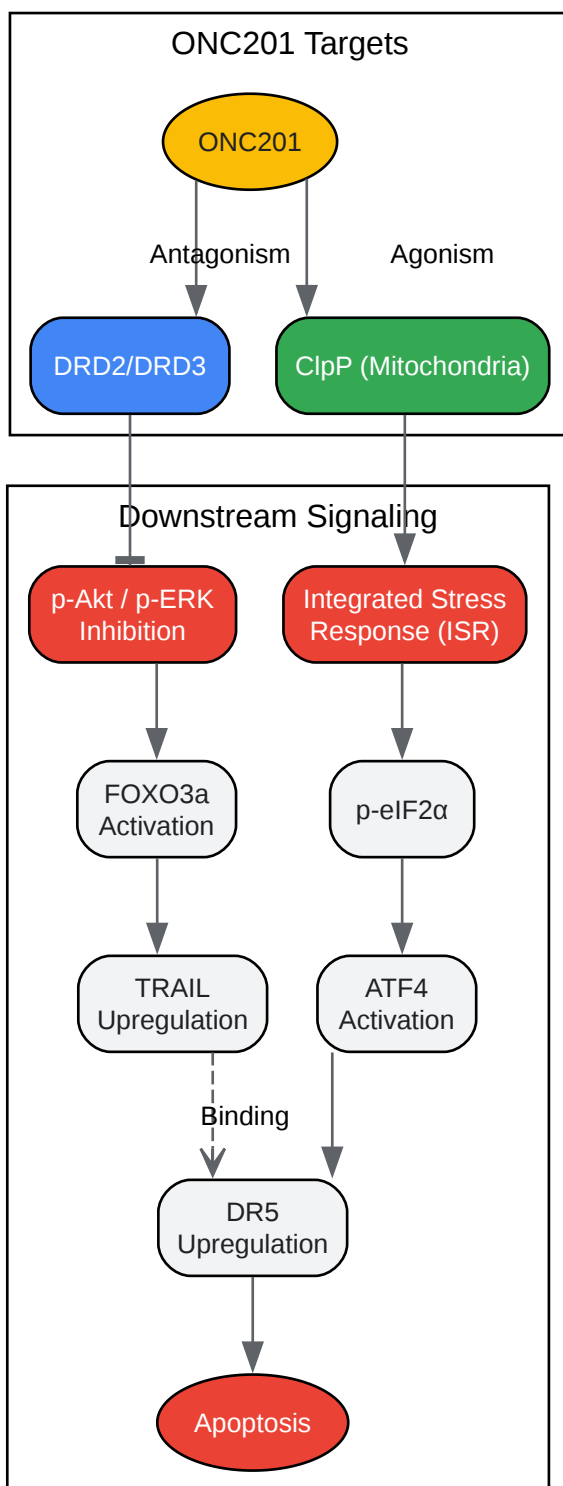 ONC201 Targets
ONC201
Antagonism
Agonism
DRD2/DRD3
ClpP (Mitochondria)
Downstream Signaling
p-Akt / p-ERK
Inhibition
Integrated Stress
Response (ISR)
FOXO3a
Activation
p-eIF2α
TRAIL
Upregulation
ATF4
Activation
Binding
DR5
Upregulation
Apoptosis